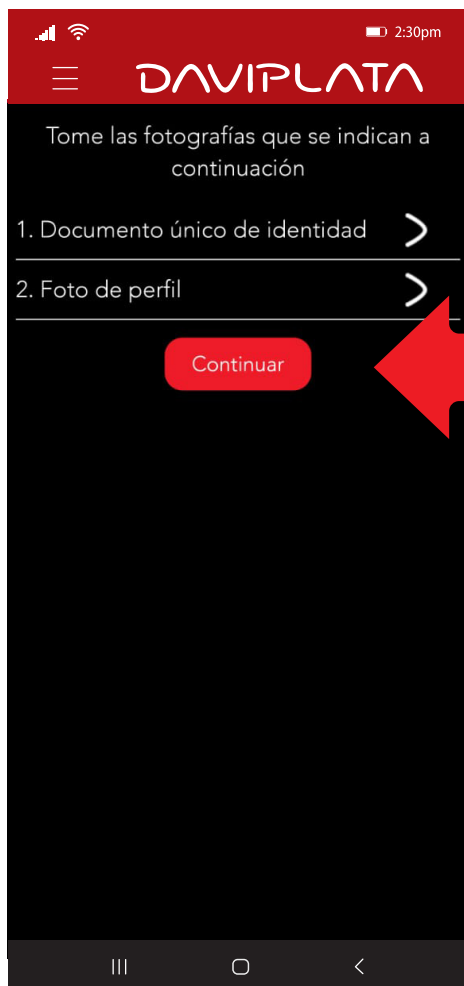 2:30pm
DAVIPLATA
Tome las fotografías que se indican a
continuación
1. Documento único de identidad
2. Foto de perfil
Continuar